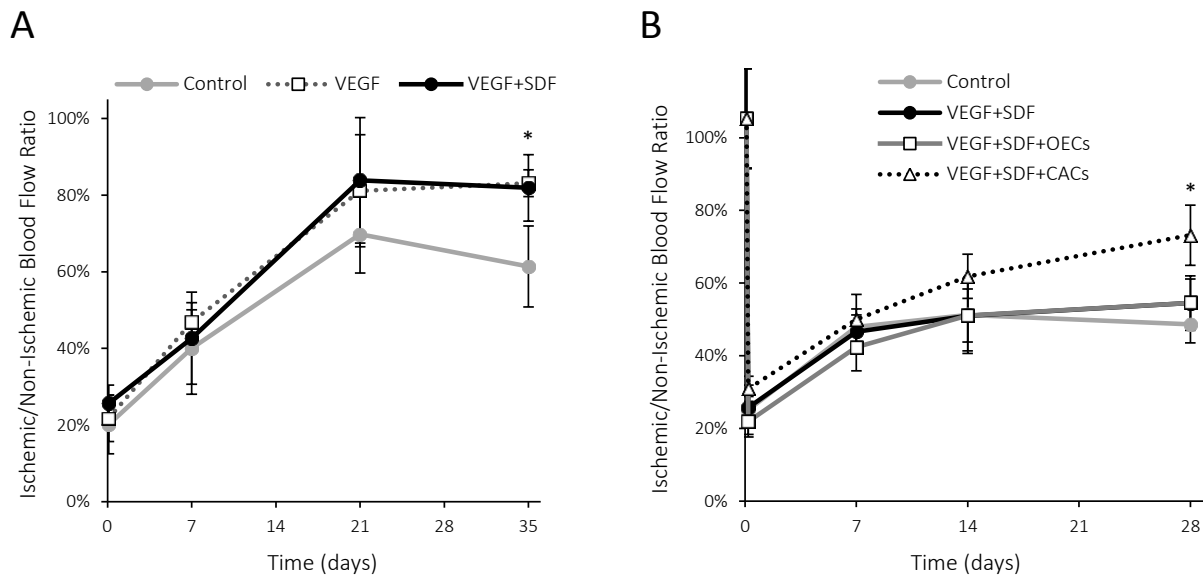 A
Control VEGF VEGF+SDF
Ischemic/Non-Ischemic Blood Flow Ratio
100%
80%
60%
40%
20%
0%
*
0 7 14 21 28 35
Time (days)
B
Control
VEGF+SDF
VEGF+SDF+OECs
VEGF+SDF+CACs
Ischemic/Non-Ischemic Blood Flow Ratio
100%
80%
60%
40%
20%
0%
*
0 7 14 21 28
Time (days)